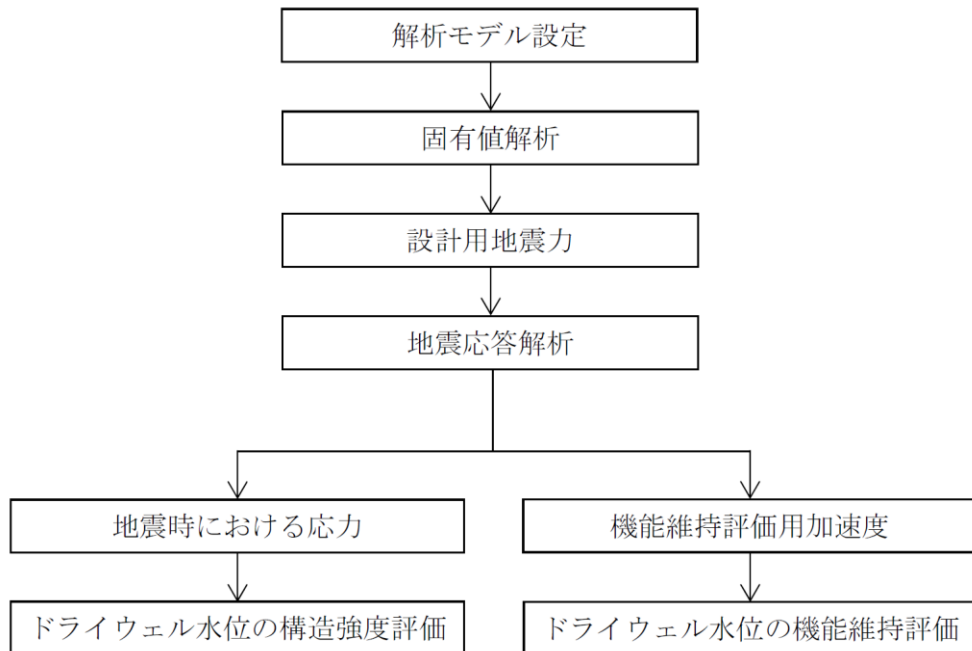 解析モデル設定
固有値解析
設計用地震力
地震応答解析
地震時における応力
機能維持評価用加速度
ドライウェル水位の構造強度評価
ドライウェル水位の機能維持評価